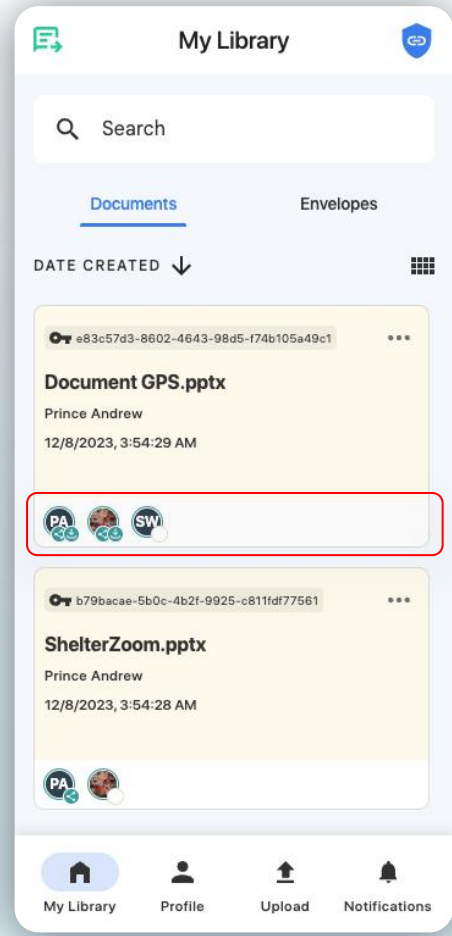 My Library
Search
Documents Envelopes
DATE CREATED
e83c57d3-8602-4643-98d5-f74b105a49c1
Document GPS.pptx
Prince Andrew
12/8/2023, 3:54:29 AM
PA SW
b79bacae-5b0c-4b2f-9925-c811fdf77561
ShelterZoom.pptx
Prince Andrew
12/8/2023, 3:54:28 AM
PA
My Library Profile Upload Notifications